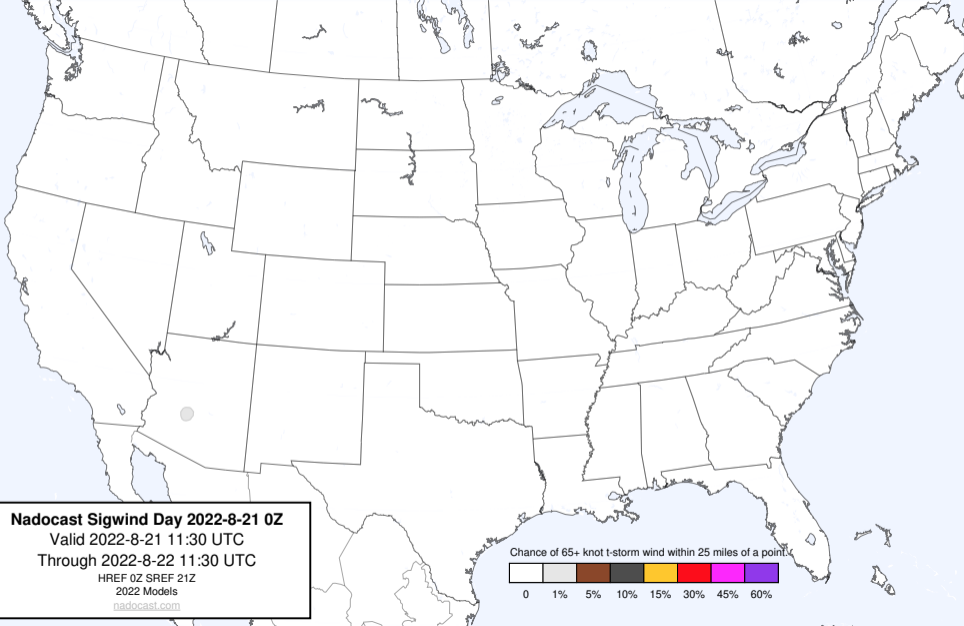 Nadocast Sigwind Day 2022-8-21 0Z
Valid 2022-8-21 11:30 UTC
Through 2022-8-22 11:30 UTC
HREF 0Z SREF 21Z
2022 Models
nadocast.com
Chance of 65+ knot t-storm wind within 25 miles of a point.
0 1% 5% 10% 15% 30% 45% 60%